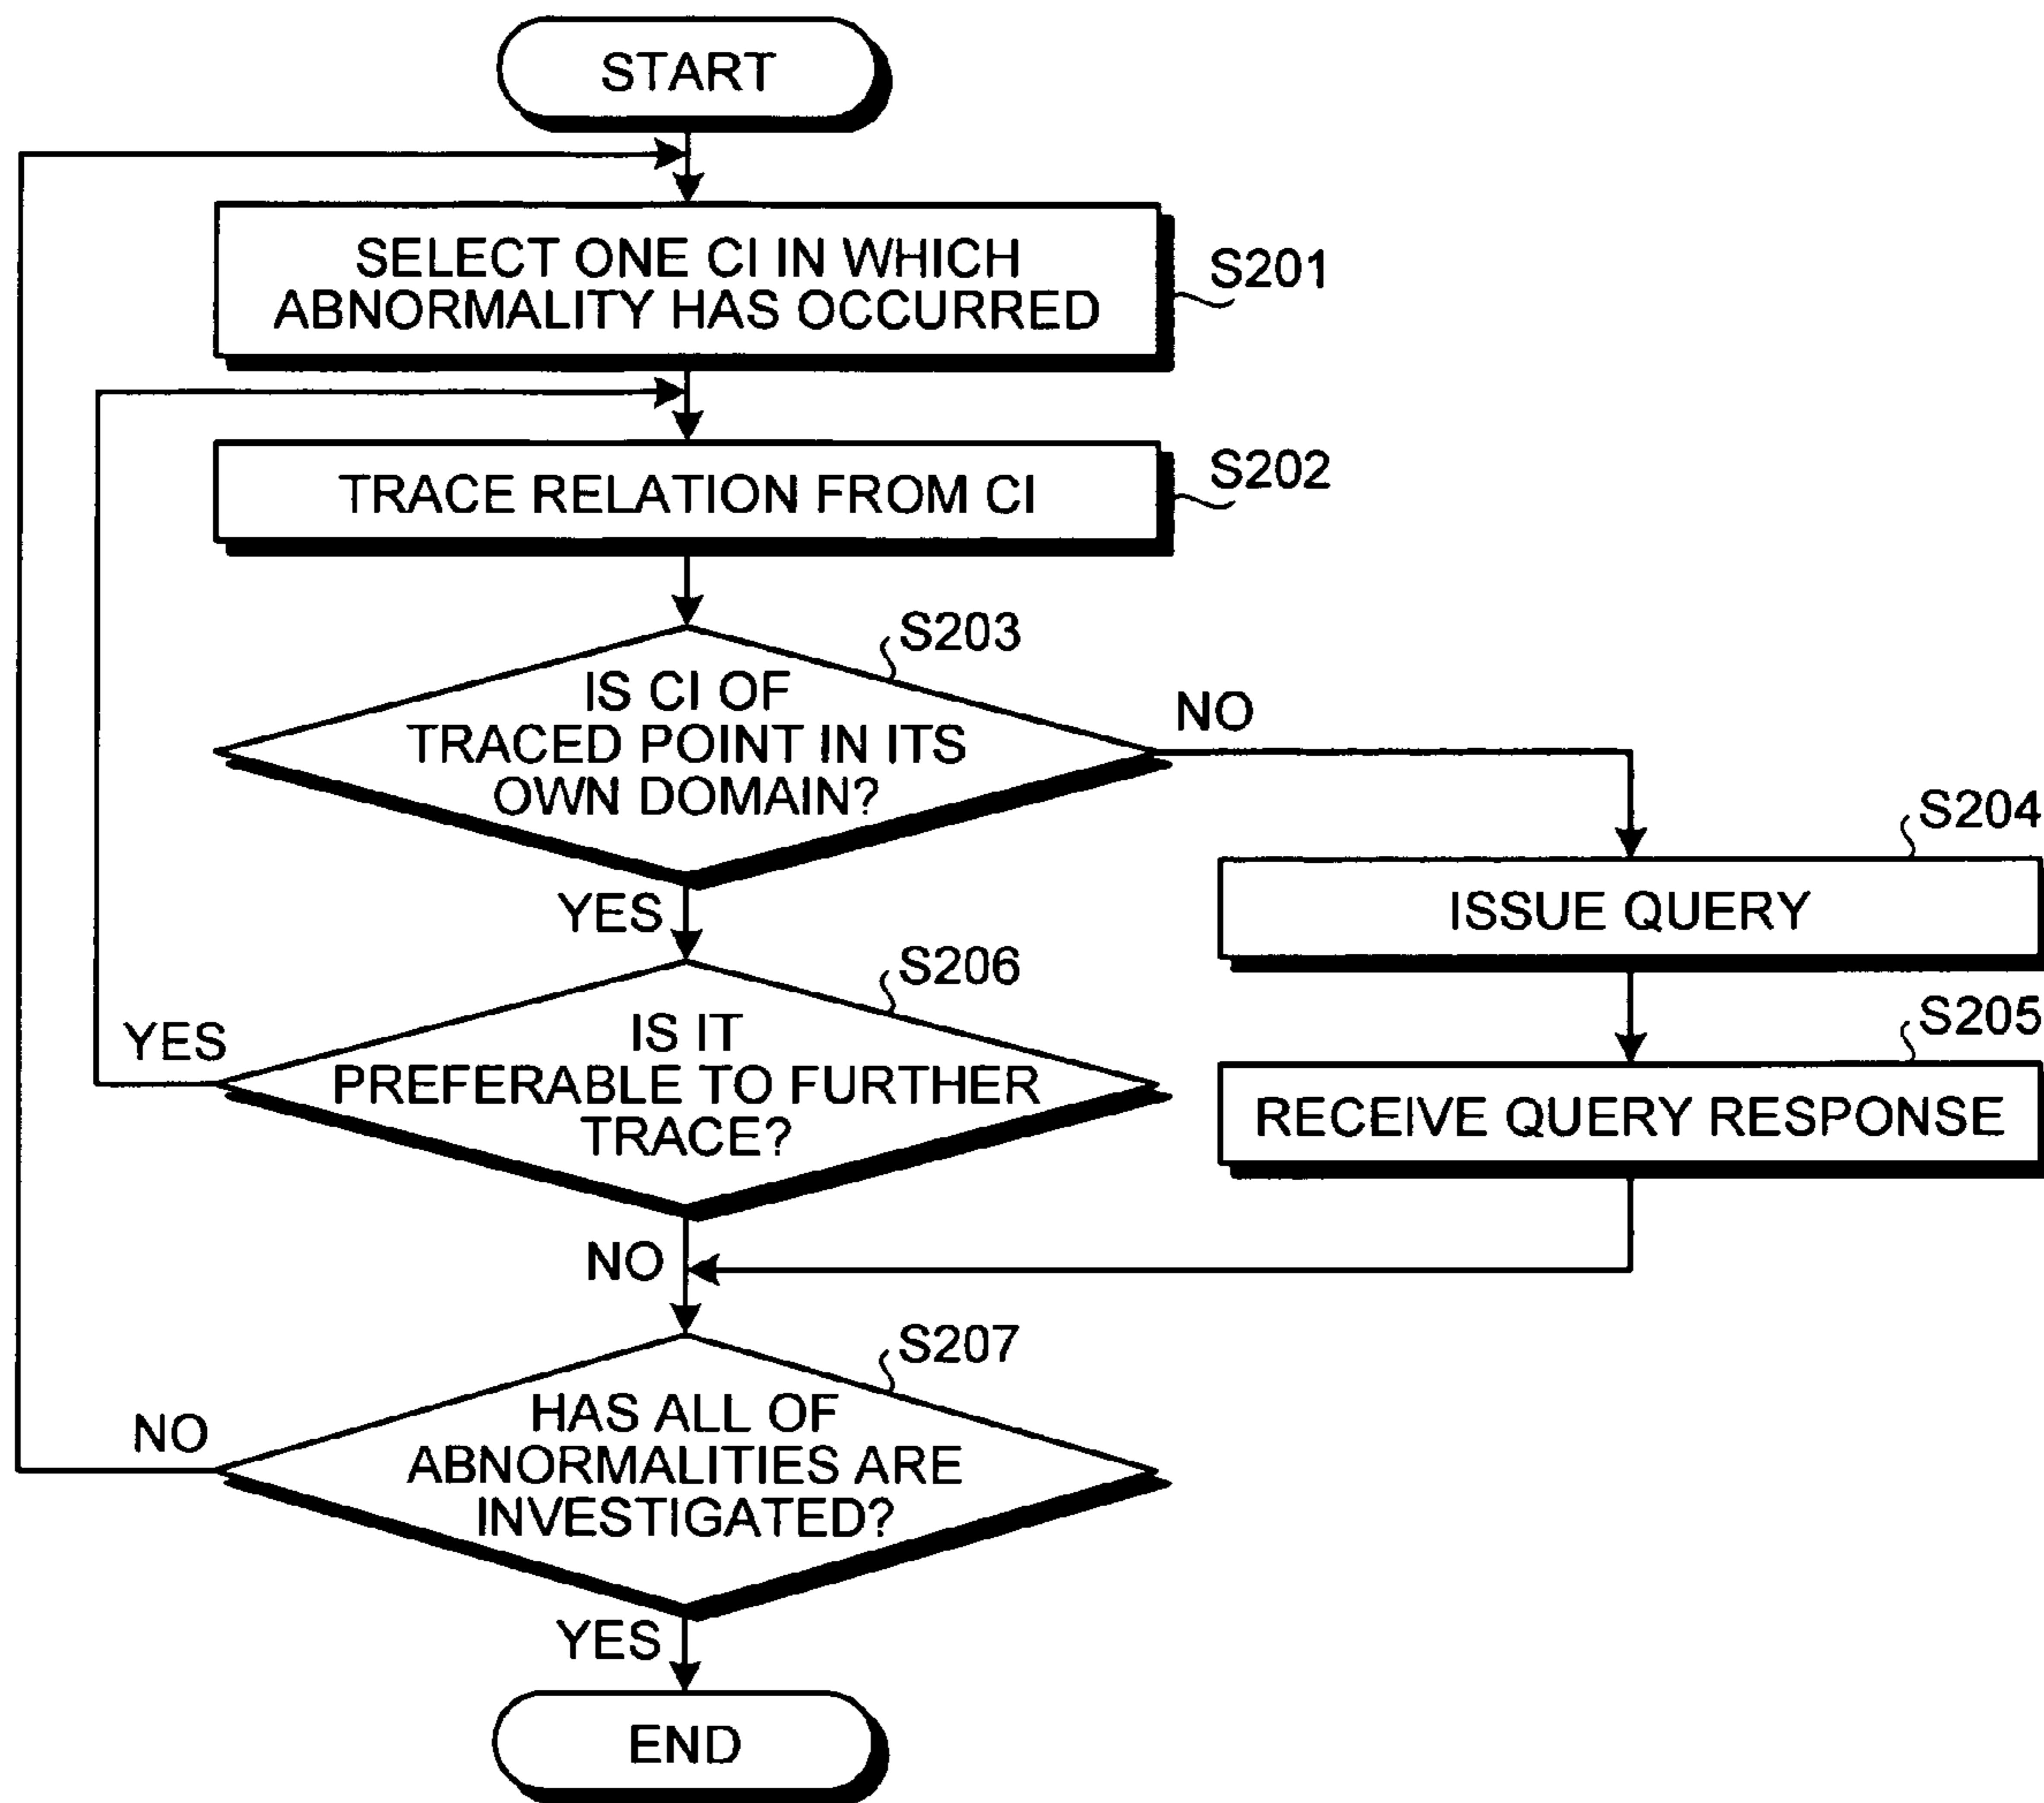 START
SELECT ONE CI IN WHICH
ABNORMALITY HAS OCCURRED
S201
TRACE RELATION FROM CI
S202
S203
IS CI OF
TRACED POINT IN ITS
OWN DOMAIN?
NO
YES
S204
ISSUE QUERY
S205
RECEIVE QUERY RESPONSE
S206
IS IT
PREFERABLE TO FURTHER
TRACE?
YES
NO
S207
HAS ALL OF
ABNORMALITIES ARE
INVESTIGATED?
NO
YES
END